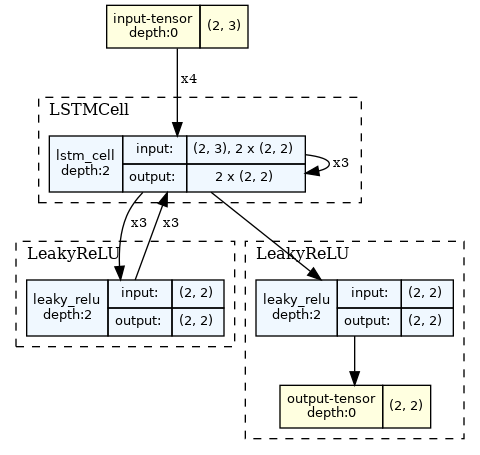 input-tensor
depth:0
(2, 3)
x4
LSTMCell
lstm_cell
depth:2
input:
(2, 3), 2 x (2, 2)
output:
2 x (2, 2)
x3
x3
x3
LeakyReLU
leaky_relu
depth:2
input:
(2, 2)
output:
(2, 2)
LeakyReLU
leaky_relu
depth:2
input:
(2, 2)
output:
(2, 2)
output-tensor
depth:0
(2, 2)